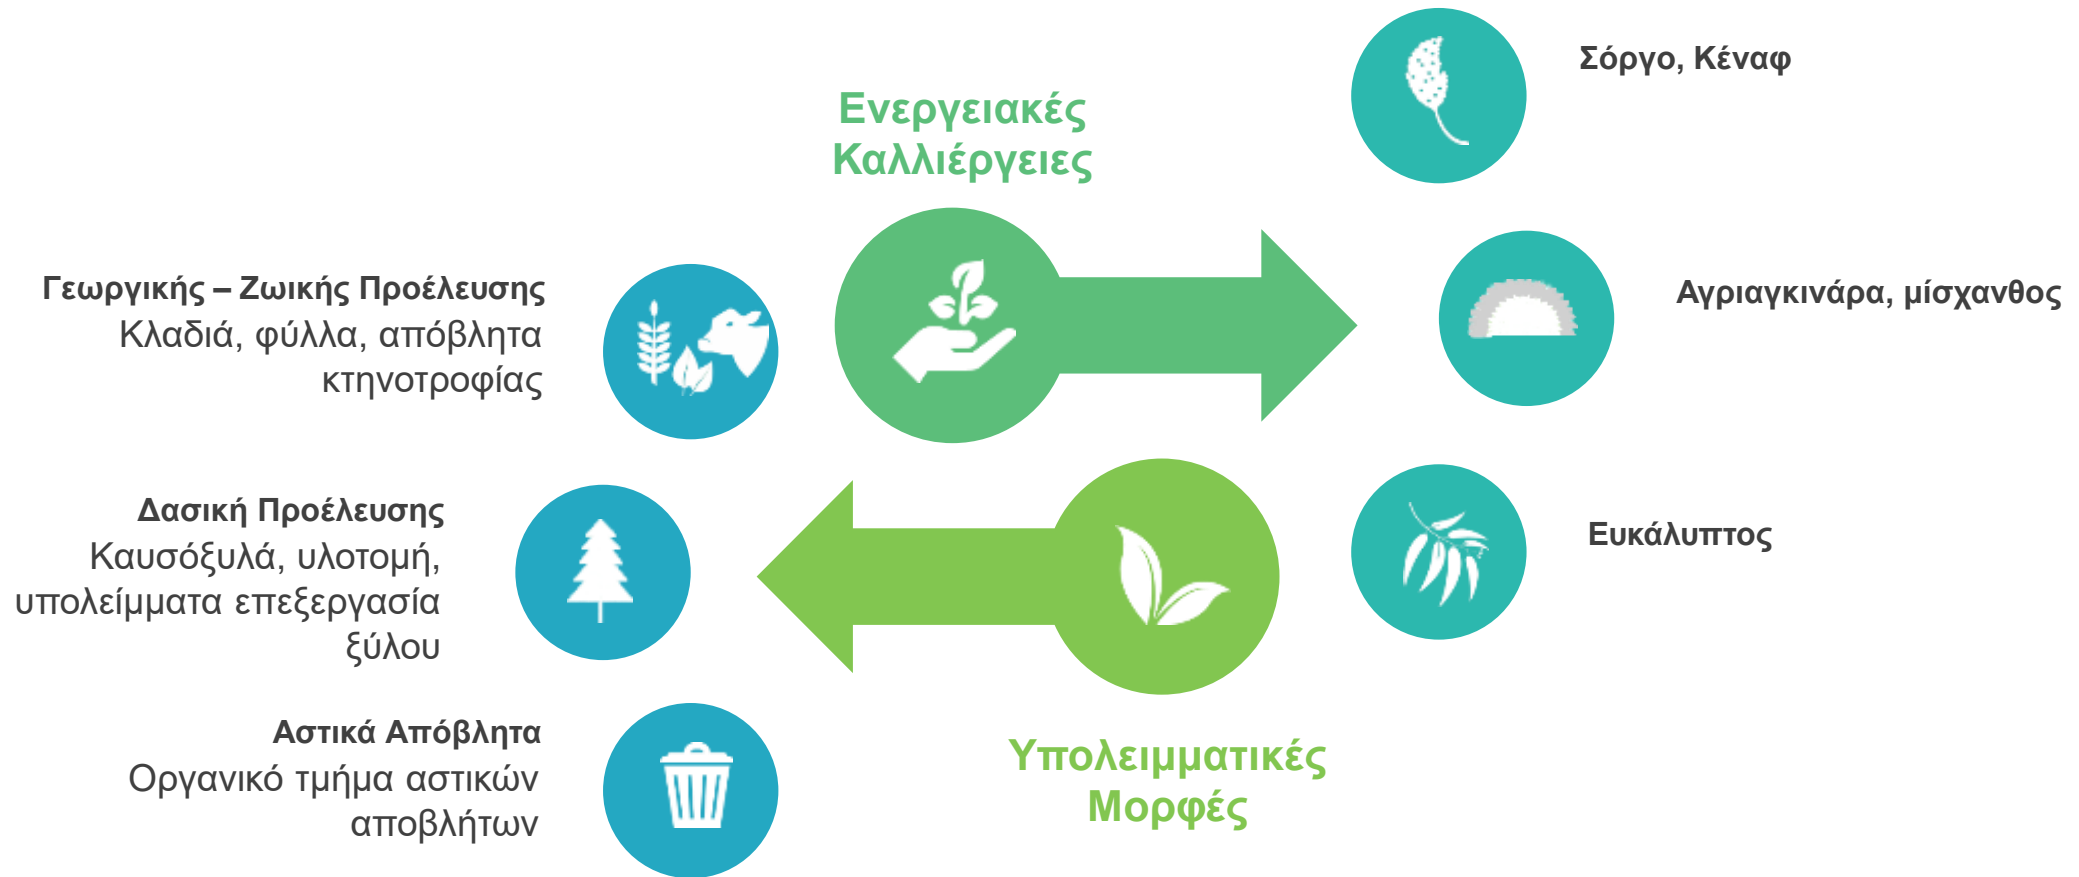 Ενεργειακές
Καλλιέργειες
Σόργο, Κέναφ
Αγριαγκινάρα, μίσχανθος
Ευκάλυπτος
Γεωργικής – Ζωικής Προέλευσης
Κλαδιά, φύλλα, απόβλητα
κτηνοτροφίας
Δασική Προέλευσης
Καυσόξυλά, υλοτομή,
υπολείμματα επεξεργασία
ξύλου
Αστικά Απόβλητα
Οργανικό τμήμα αστικών
αποβλήτων
Υπολειμματικές
Μορφές